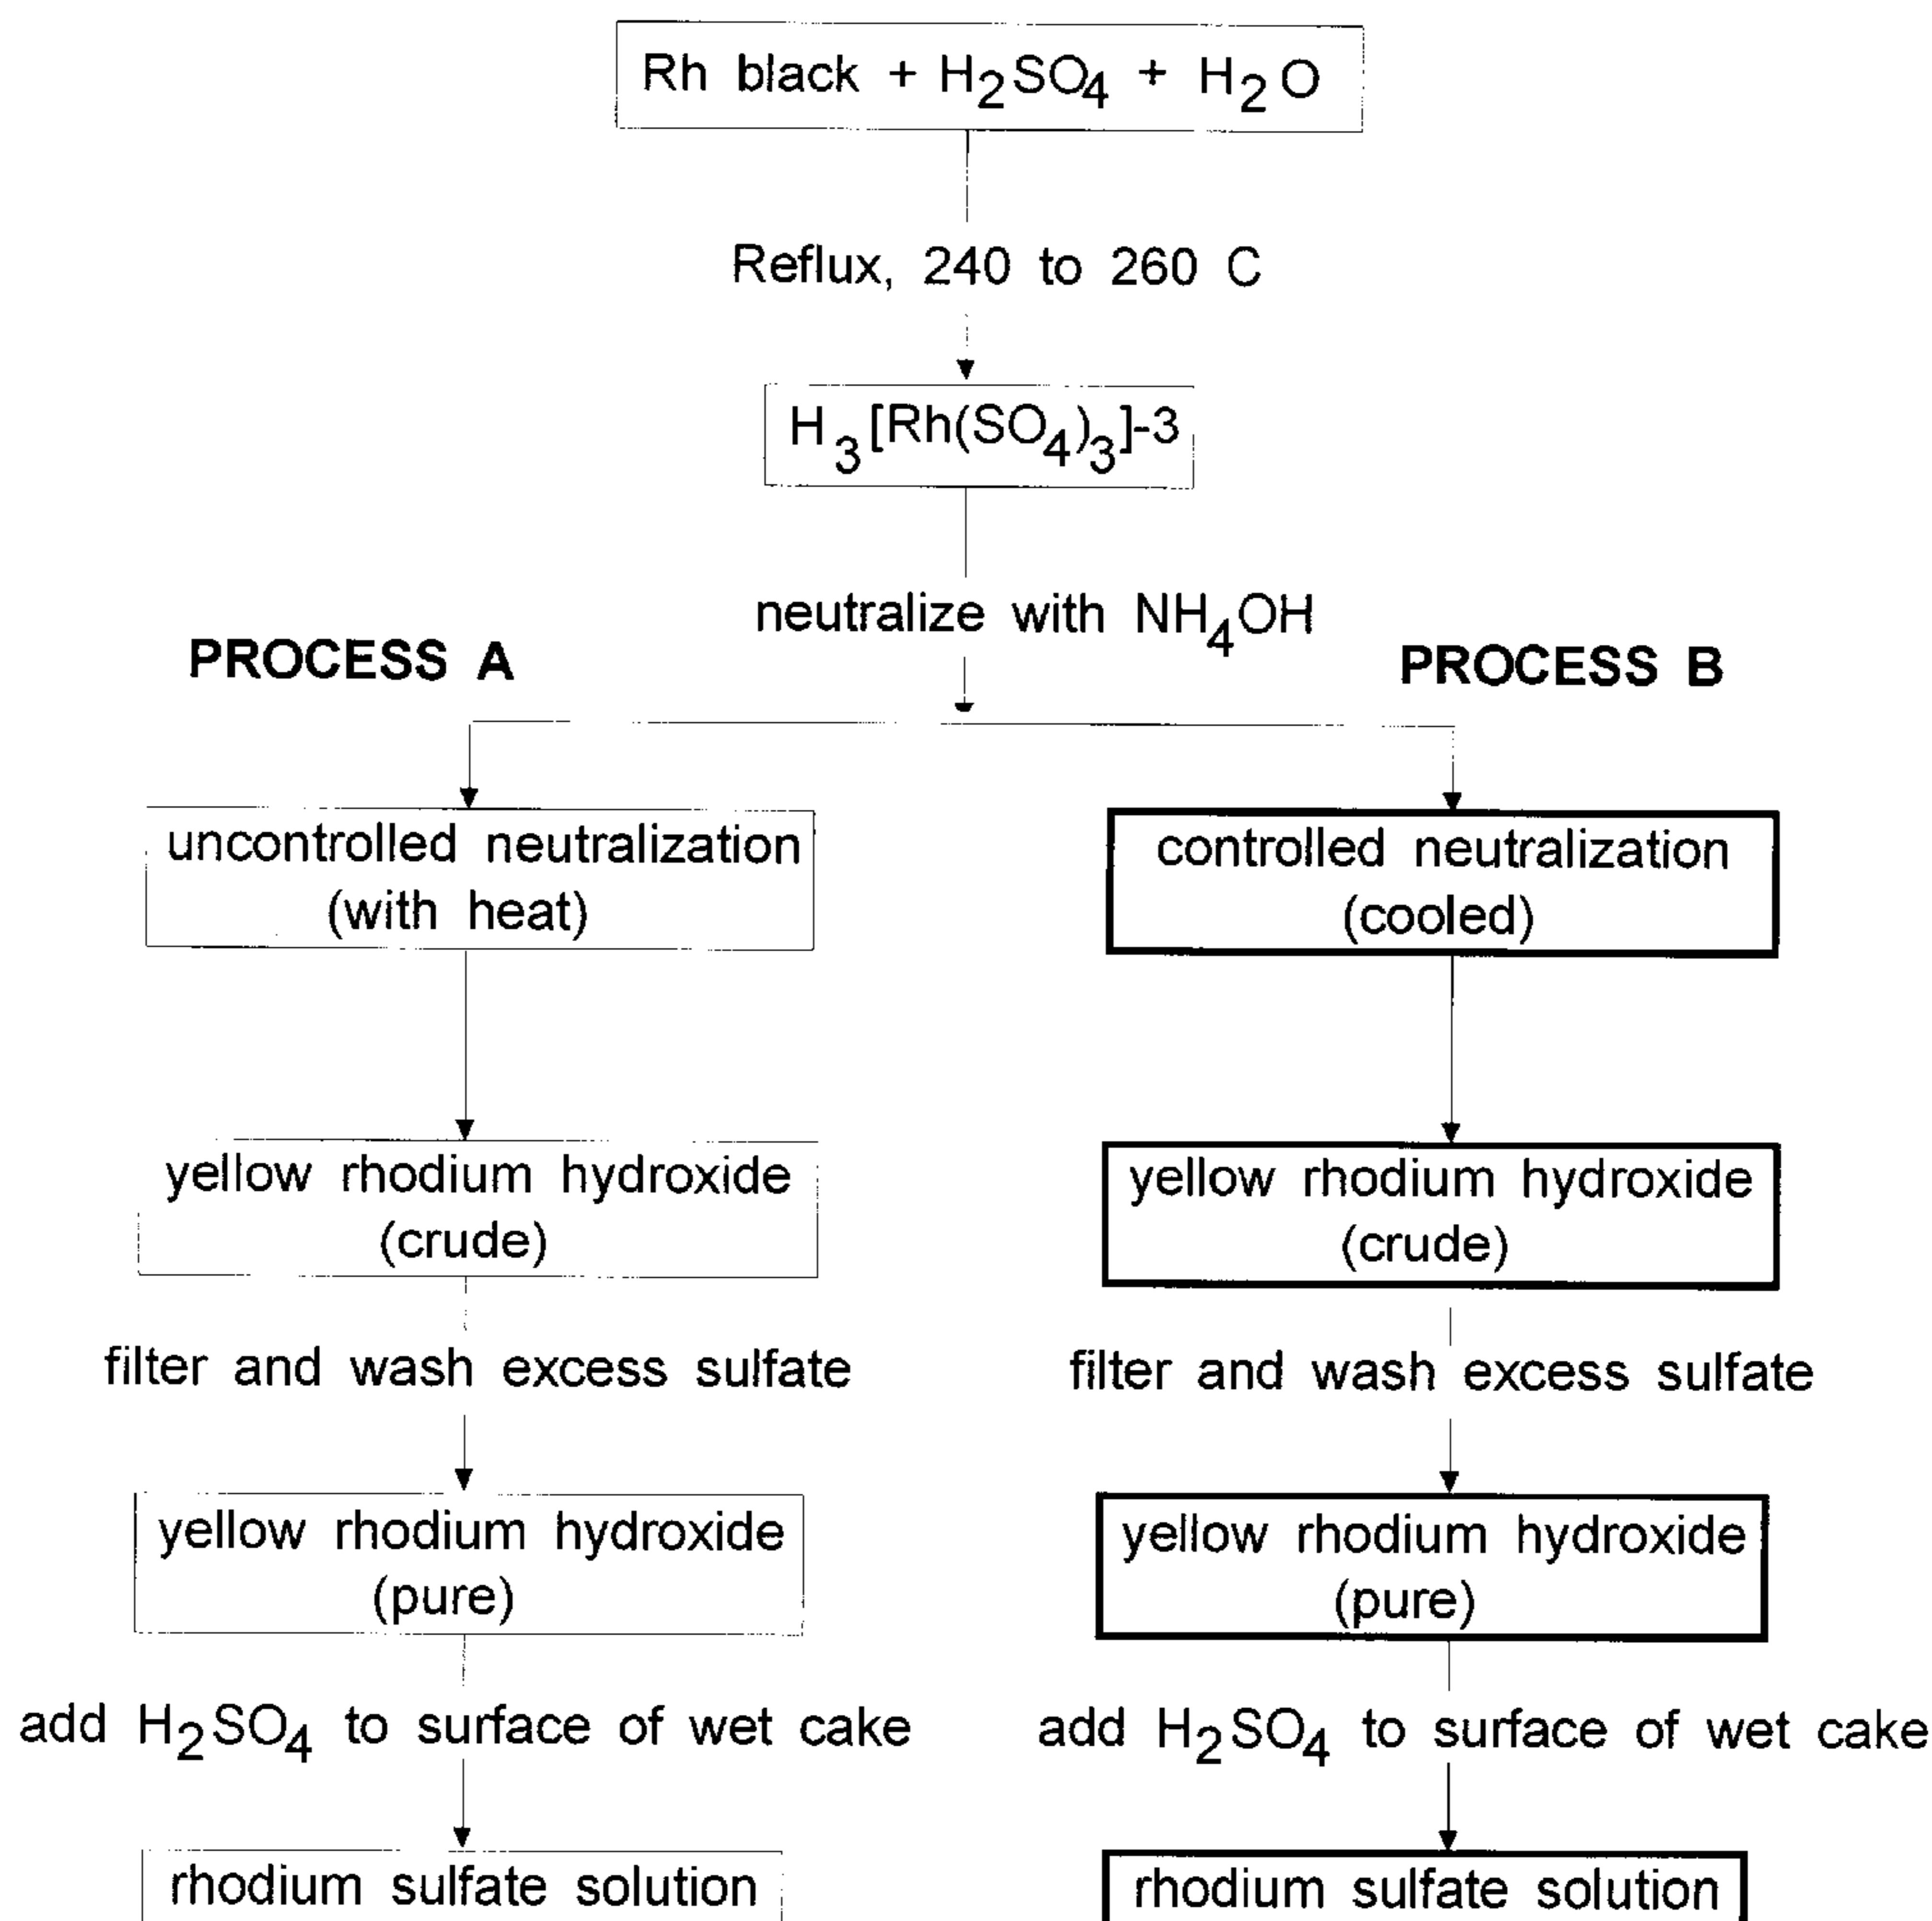 Rh black + H₂SO₄ + H₂O
Reflux, 240 to 260 C
H₃[Rh(SO₄)₃]-3
neutralize with NH₄OH
PROCESS A
PROCESS B
uncontrolled neutralization
(with heat)
controlled neutralization
(cooled)
yellow rhodium hydroxide
(crude)
yellow rhodium hydroxide
(crude)
filter and wash excess sulfate
filter and wash excess sulfate
yellow rhodium hydroxide
(pure)
yellow rhodium hydroxide
(pure)
add H₂SO₄ to surface of wet cake
add H₂SO₄ to surface of wet cake
rhodium sulfate solution
rhodium sulfate solution